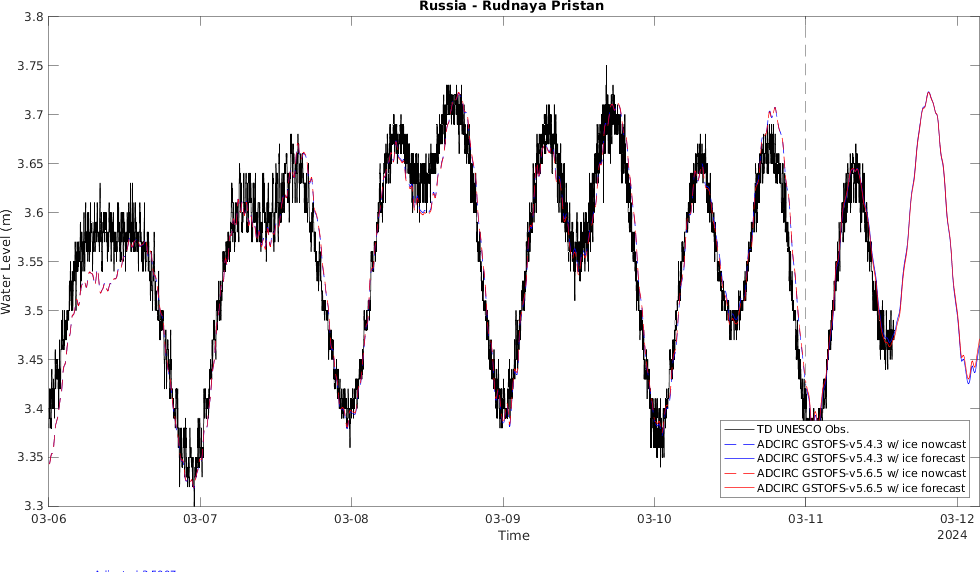 Russia - Rudnaya Pristan
3.8
3.75
3.7
3.65
3.6
3.55
3.5
3.45
3.4
3.35
3.3
Water Level (m)
TD UNESCO Obs.
ADCIRC GSTOFS-v5.4.3 w/ ice nowcast
ADCIRC GSTOFS-v5.4.3 w/ ice forecast
ADCIRC GSTOFS-v5.6.5 w/ ice nowcast
ADCIRC GSTOFS-v5.6.5 w/ ice forecast
03-06 03-07 03-08 03-09 03-10 03-11 03-12
Time
2024